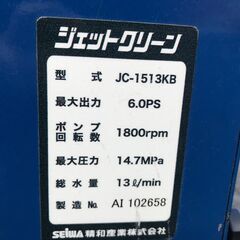 ジェットクリーン
型式 JC-1513KB
最大出力 6.0PS
ポンプ回転数 1800rpm
最大圧力 14.7MPa
総水量 13ℓ/min
製造 No. AI 102658
SEIWA 精和産業株式会社